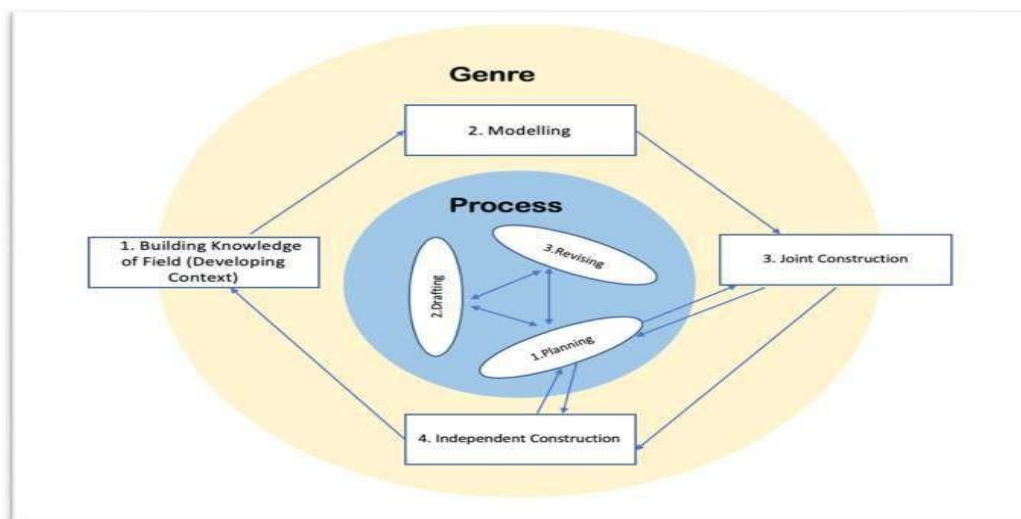 Genre
2. Modelling
Process
3.Revising
1. Building Knowledge
of Field (Developing
Context)
3. Joint Construction
2.Drafting
1.Planning
4. Independent Construction